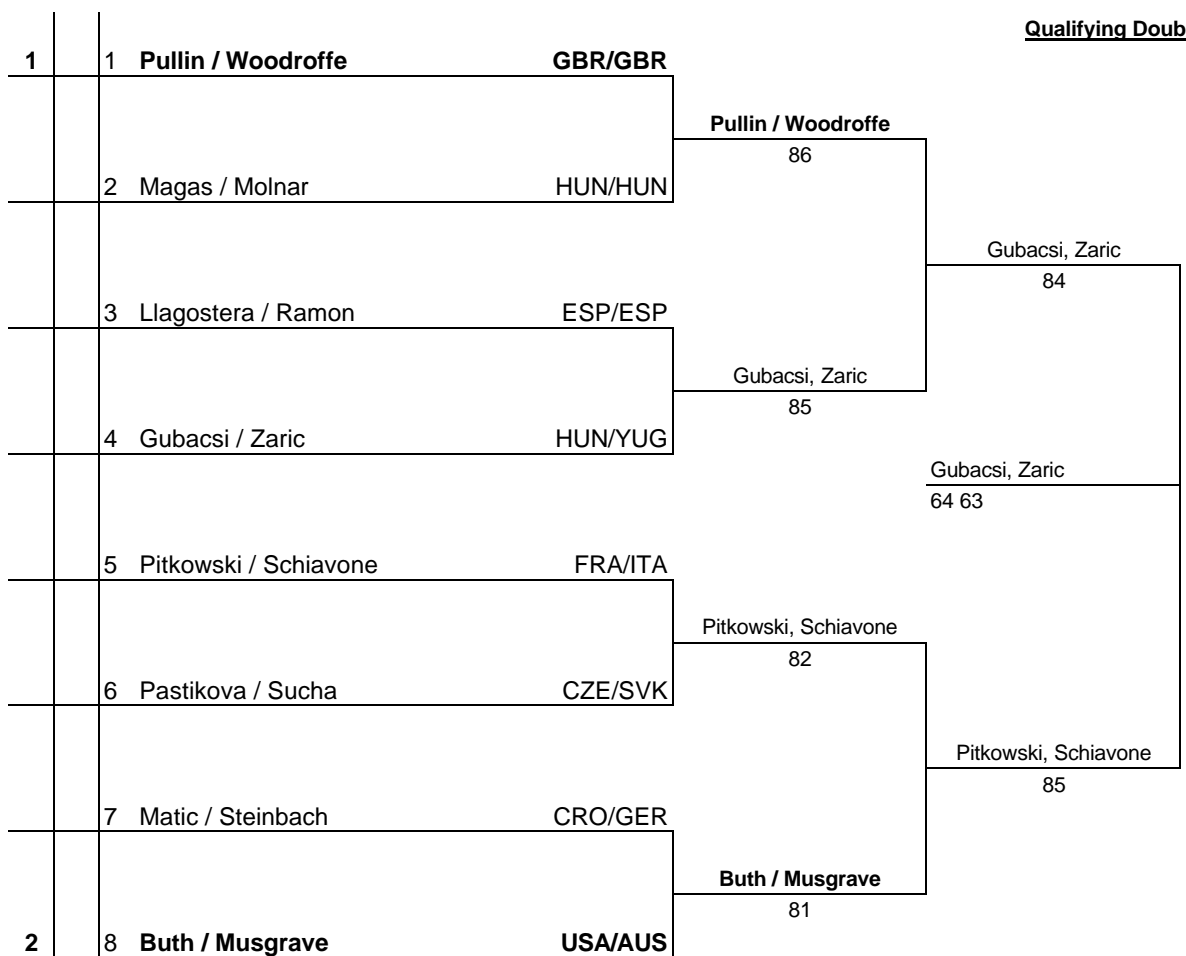 Qualifying Doub
1 1 Pullin / Woodroffe GBR/GBR
Pullin / Woodroffe
86
2 Magas / Molnar HUN/HUN
Gubacsi, Zaric
84
3 Llagostera / Ramon ESP/ESP
Gubacsi, Zaric
85
4 Gubacsi / Zaric HUN/YUG
Gubacsi, Zaric
64 63
5 Pitkowski / Schiavone FRA/ITA
Pitkowski, Schiavone
82
6 Pastikova / Sucha CZE/SVK
Pitkowski, Schiavone
85
7 Matic / Steinbach CRO/GER
Buth / Musgrave
81
2 8 Buth / Musgrave USA/AUS